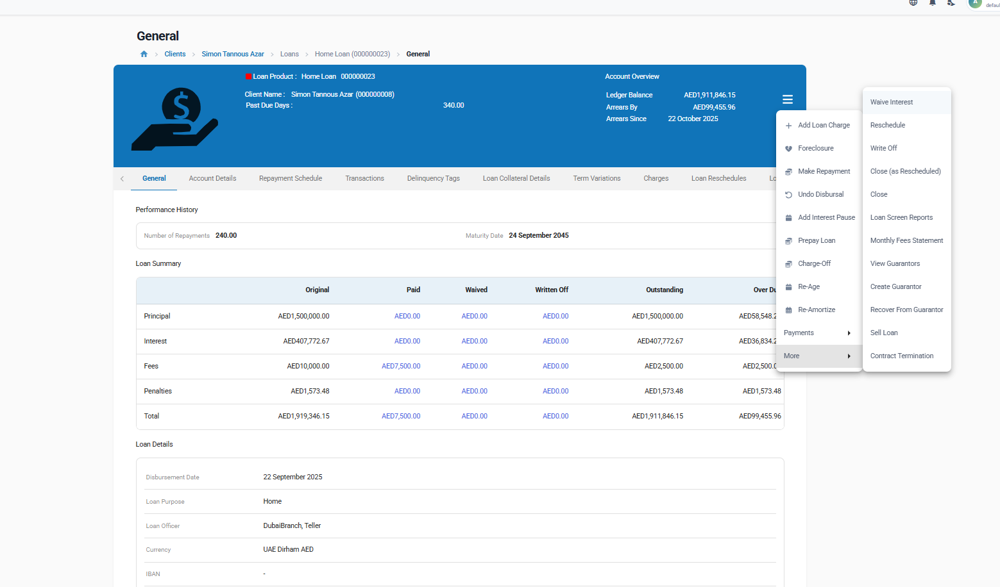 A
defau
General
Clients > Simon Tannous Azar > Loans > Home Loan (000000023) > General
Loan Product : Home Loan 000000023
Client Name : Simon Tannous Azar (000000008)
Past Due Days : 340.00
Account Overview
Ledger Balance AED1,911,846.15
Arrears By AED99,455.96
Arrears Since 22 October 2025
General Account Details Repayment Schedule Transactions Delinquency Tags Loan Collateral Details Term Variations Charges Loan Reschedules Lo
Add Loan Charge
Foreclosure
Make Repayment
Undo Disbursal
Add Interest Pause
Prepay Loan
Charge-Off
Re-Age
Re-Amortize
Payments
More
Waive Interest
Reschedule
Write Off
Close (as Rescheduled)
Close
Loan Screen Reports
Monthly Fees Statement
View Guarantors
Create Guarantor
Recover From Guarantor
Sell Loan
Contract Termination
Performance History
Number of Repayments 240.00 Maturity Date 24 September 2045
Loan Summary
Original Paid Waived Written Off Outstanding Over Du
Principal AED1,500,000.00 AED0.00 AED0.00 AED0.00 AED1,500,000.00 AED58,548.2
Interest AED407,772.67 AED0.00 AED0.00 AED0.00 AED407,772.67 AED36,834.2
Fees AED10,000.00 AED7,500.00 AED0.00 AED0.00 AED2,500.00 AED2,500.0
Penalties AED1,573.48 AED0.00 AED0.00 AED0.00 AED1,573.48 AED1,573.48
Total AED1,919,346.15 AED7,500.00 AED0.00 AED0.00 AED1,911,846.15 AED99,455.96
Loan Details
Disbursement Date 22 September 2025
Loan Purpose Home
Loan Officer DubaiBranch, Teller
Currency UAE Dirham AED
IBAN -